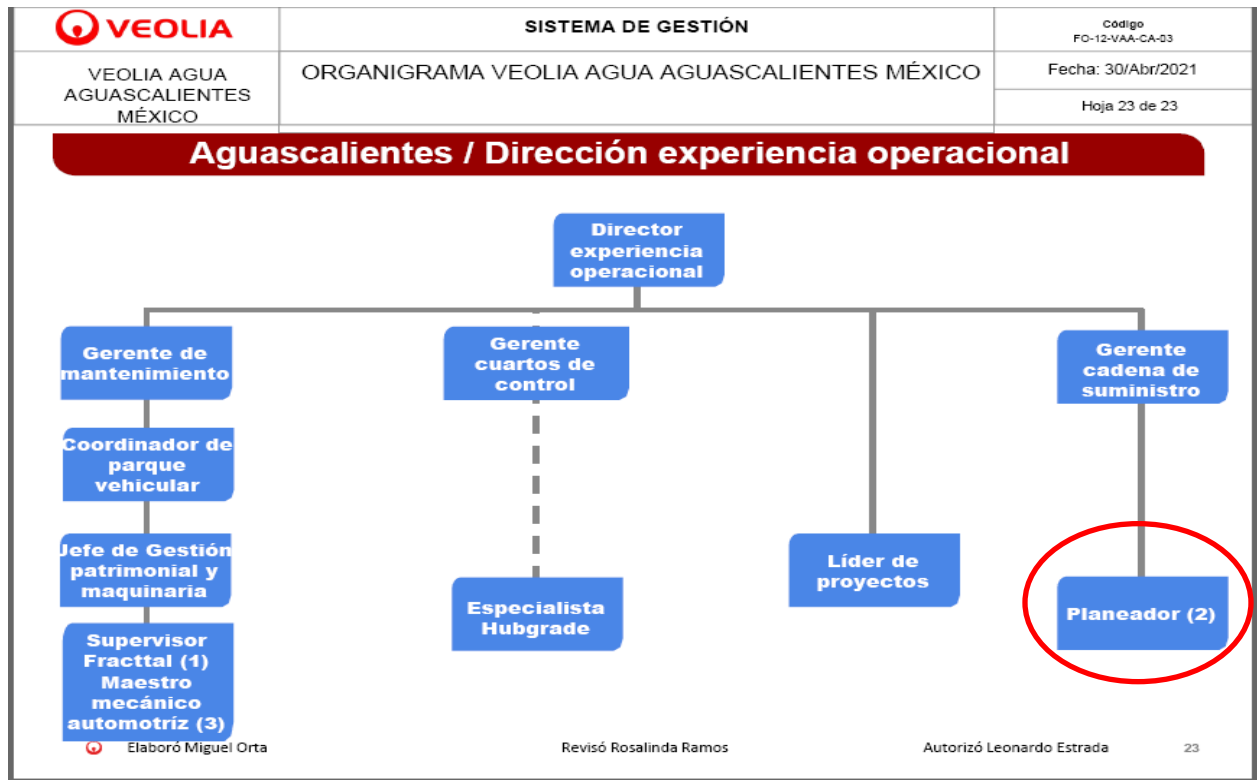 VEOLIA
SISTEMA DE GESTIÓN
Código
FO-12-VAA-CA-03
VEOLIA AGUA
AGUASCALIENTES
MÉXICO
ORGANIGRAMA VEOLIA AGUA AGUASCALIENTES MÉXICO
Fecha: 30/Abr/2021
Hoja 23 de 23
Aguascalientes / Dirección experiencia operacional
Director
experiencia
operacional
Gerente de
mantenimiento
Gerente
cuartos de
control
Gerente
cadena de
suministro
Coordinador de
parque
vehicular
Jefe de Gestión
patrimonial y
maquinaria
Líder de
proyectos
Especialista
Hubgrade
Planeador (2)
Supervisor
Fracttal (1)
Maestro
mecánico
automotríz (3)
Elaboró Miguel Orta
Revisó Rosalinda Ramos
Autorizó Leonardo Estrada
23